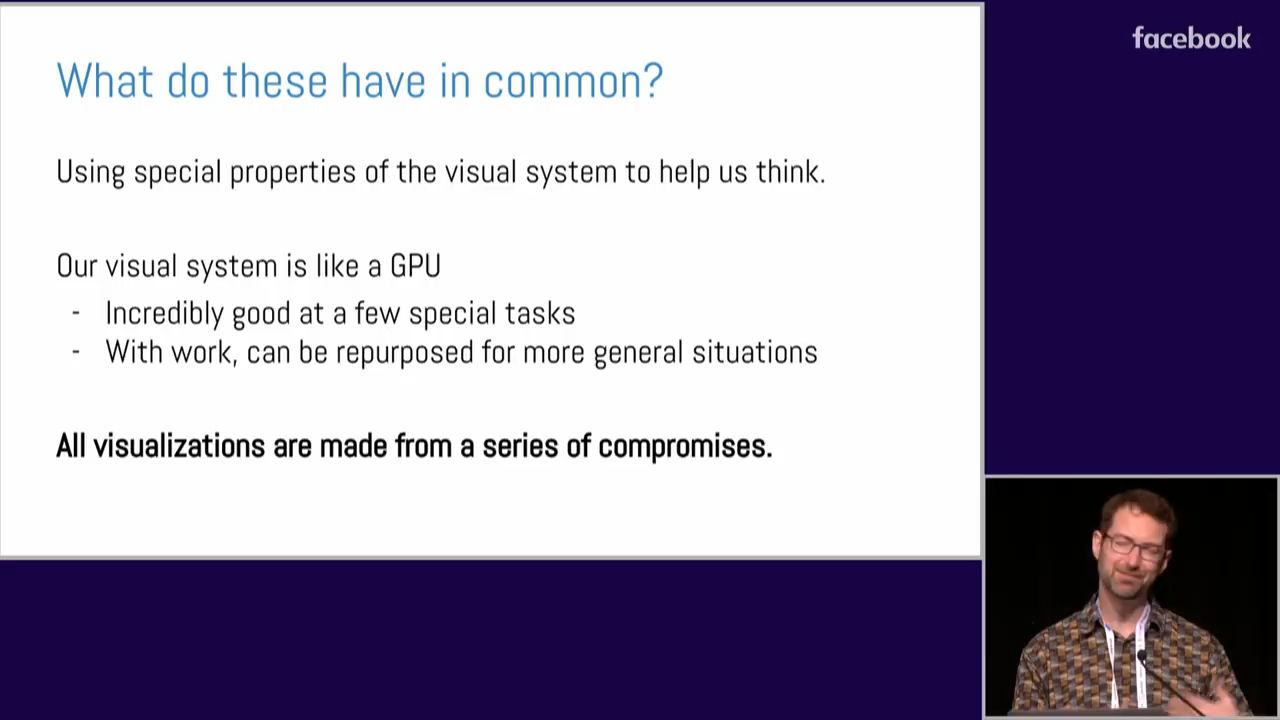 facebook
What do these have in common?
Using special properties of the visual system to help us think.
Our visual system is like a GPU
- Incredibly good at a few special tasks
- With work, can be repurposed for more general situations
All visualizations are made from a series of compromises.